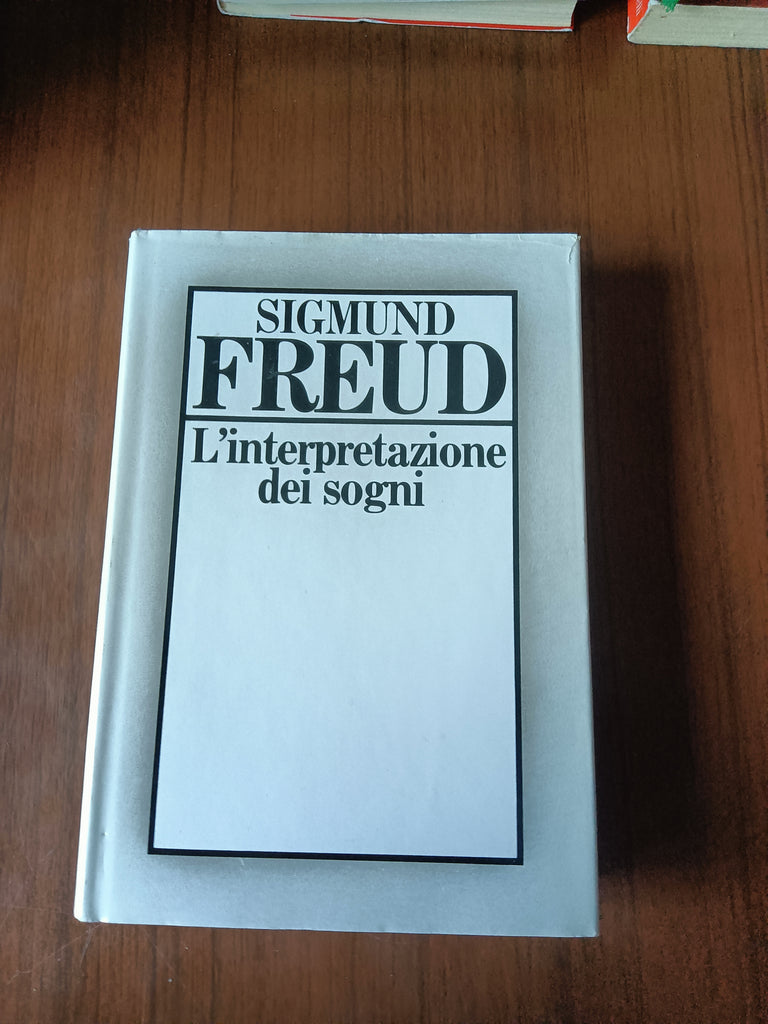 SIGMUND
FREUD
L'interpretazione
dei sogni